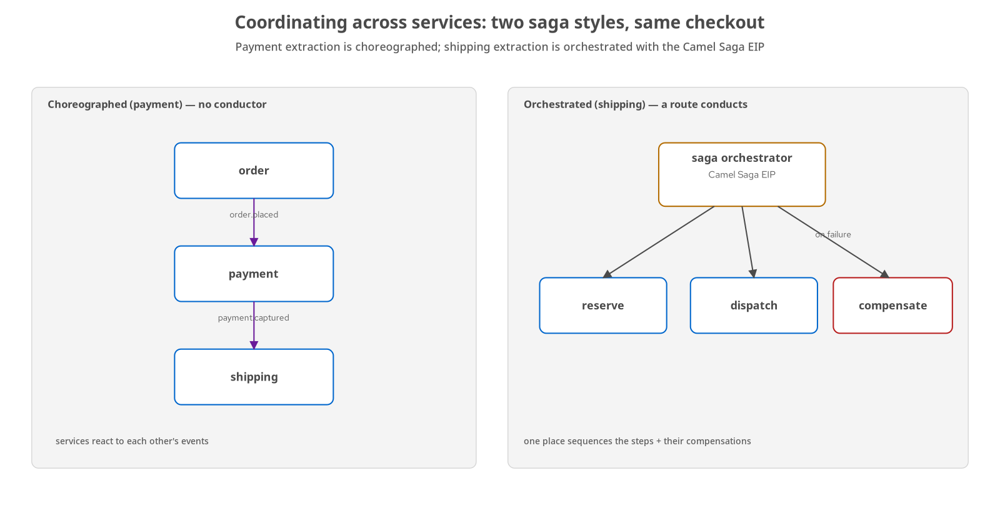 Coordinating across services: two saga styles, same checkout
Payment extraction is choreographed; shipping extraction is orchestrated with the Camel Saga EIP
Choreographed (payment) — no conductor
order
order.placed
payment
payment.captured
shipping
services react to each other's events
Orchestrated (shipping) — a route conducts
saga orchestrator
Camel Saga EIP
on failure
reserve
dispatch
compensate
one place sequences the steps + their compensations